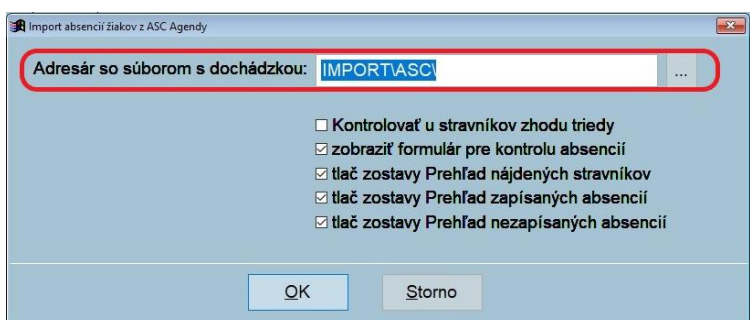 Import absencií žiakov z ASC Agendy
Adresár so súborom s dochádzkou: IMPORT\ASC\ ...
Kontrolovať u stravníkov zhodu triedy
zobraziť formulár pre kontrolu absencií
tlač zostavy Prehľad nájdených stravníkov
tlač zostavy Prehľad zapísaných absencií
tlač zostavy Prehľad nezapísaných absencií
OK Storno